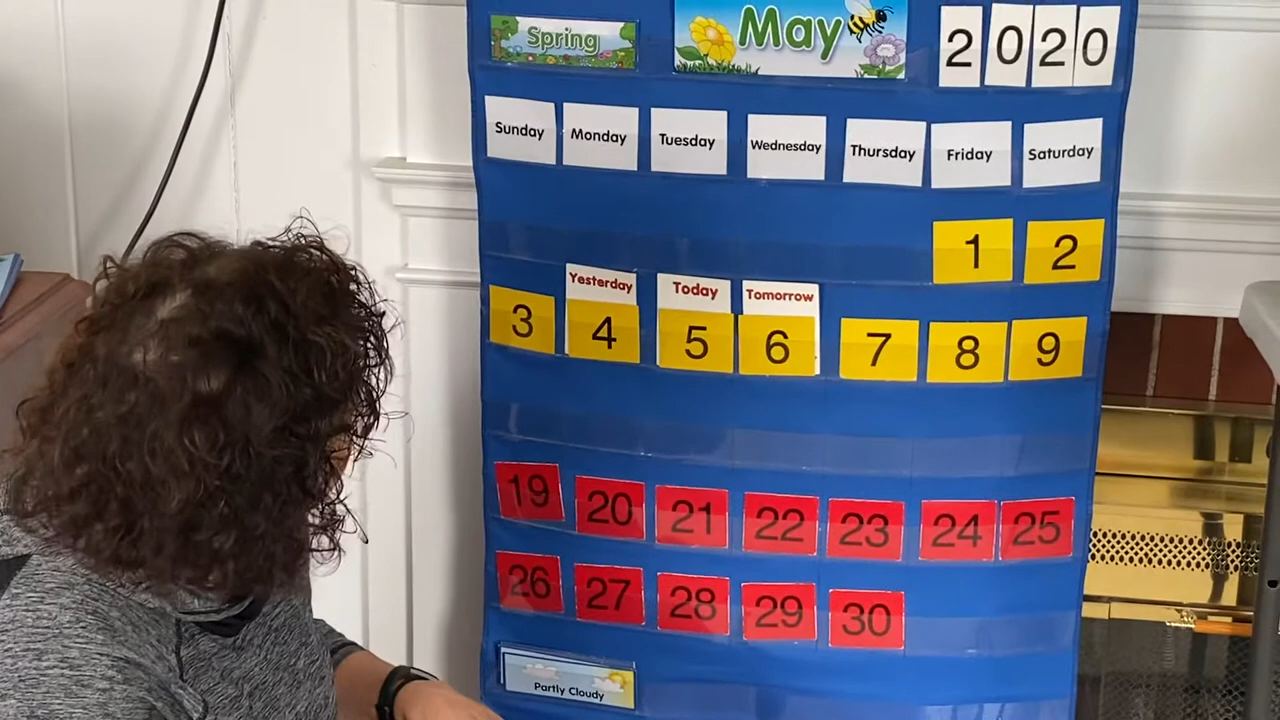 Spring May 2020
Sunday Monday Tuesday Wednesday Thursday Friday Saturday
1 2
Yesterday Today Tomorrow
3 4 5 6 7 8 9
19 20 21 22 23 24 25
26 27 28 29 30
Partly Cloudy